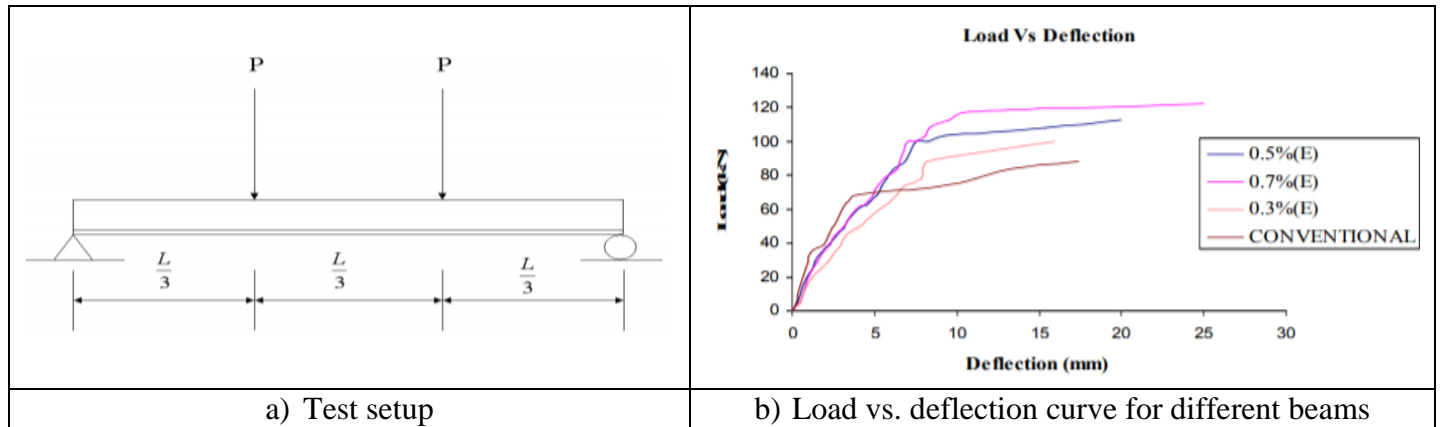 P P
L/3 L/3 L/3
a) Test setup
Load Vs Deflection
140
120
100
80
60
40
20
0
0 5 10 15 20 25 30
Deflection (mm)
0.5%(E)
0.7%(E)
0.3%(E)
CONVENTIONAL
b) Load vs. deflection curve for different beams